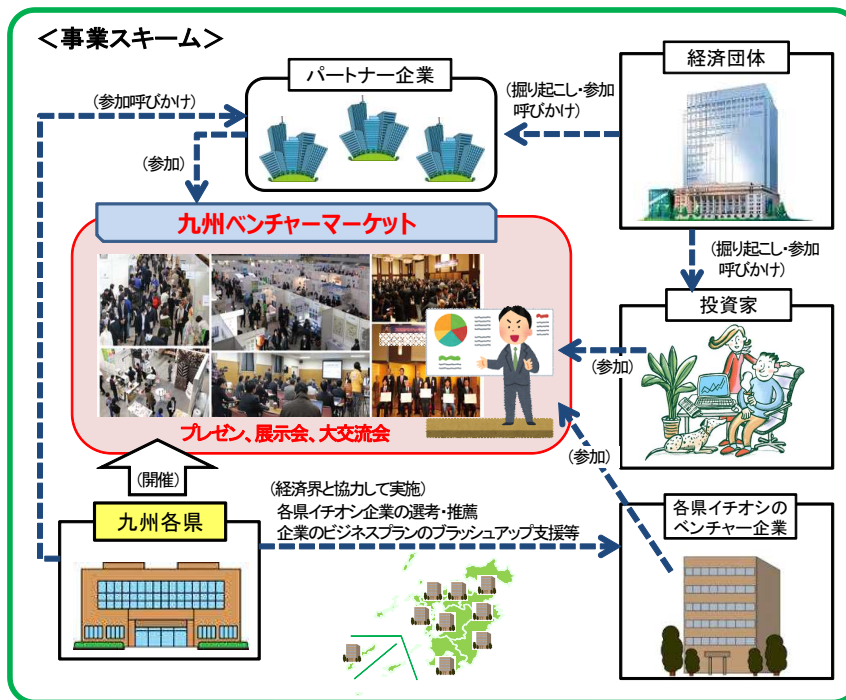 ＜事業スキーム＞
パートナー企業
経済団体
（参加呼びかけ）
（掘り起こし・参加
呼びかけ）
（参加）
九州ベンチャーマーケット
（掘り起こし・参加
呼びかけ）
投資家
（参加）
プレゼン、展示会、大交流会
（参加）
（開催）
（経済界と協力して実施）
各県イチオシ企業の選考・推薦
企業のビジネスプランのブラッシュアップ支援等
九州各県
各県イチオシの
ベンチャー企業